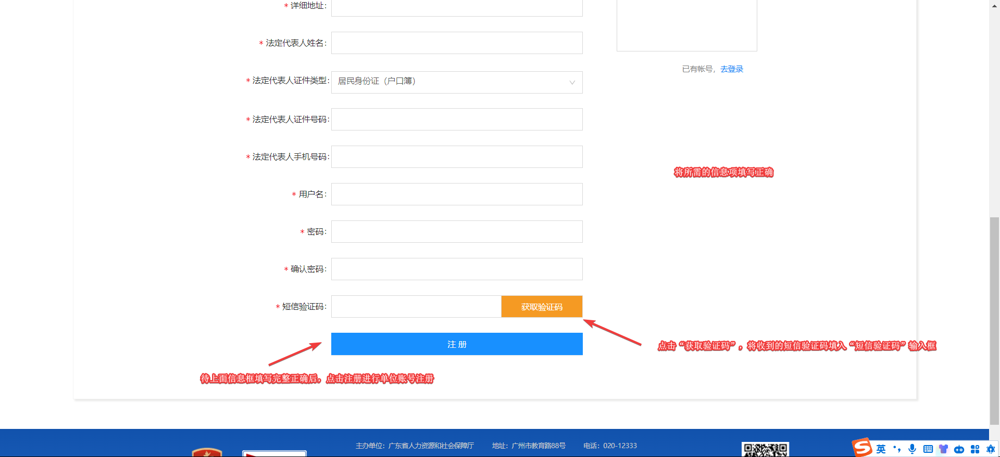 * 详细地址：
* 法定代表人姓名：
已有帐号，去登录
* 法定代表人证件类型：
居民身份证（户口簿）
* 法定代表人证件号码：
* 法定代表人手机号码：
将所需的信息项填写正确
* 用户名：
* 密码：
* 确认密码：
* 短信验证码：
获取验证码
注 册
点击“获取验证码”，将收到的短信验证码填入“短信验证码”输入框
待上面信息框填写完整正确后，点击注册进行单位账号注册
主办单位：广东省人力资源和社会保障厅
地址：广州市教育路88号
电话：020-12333
S
英